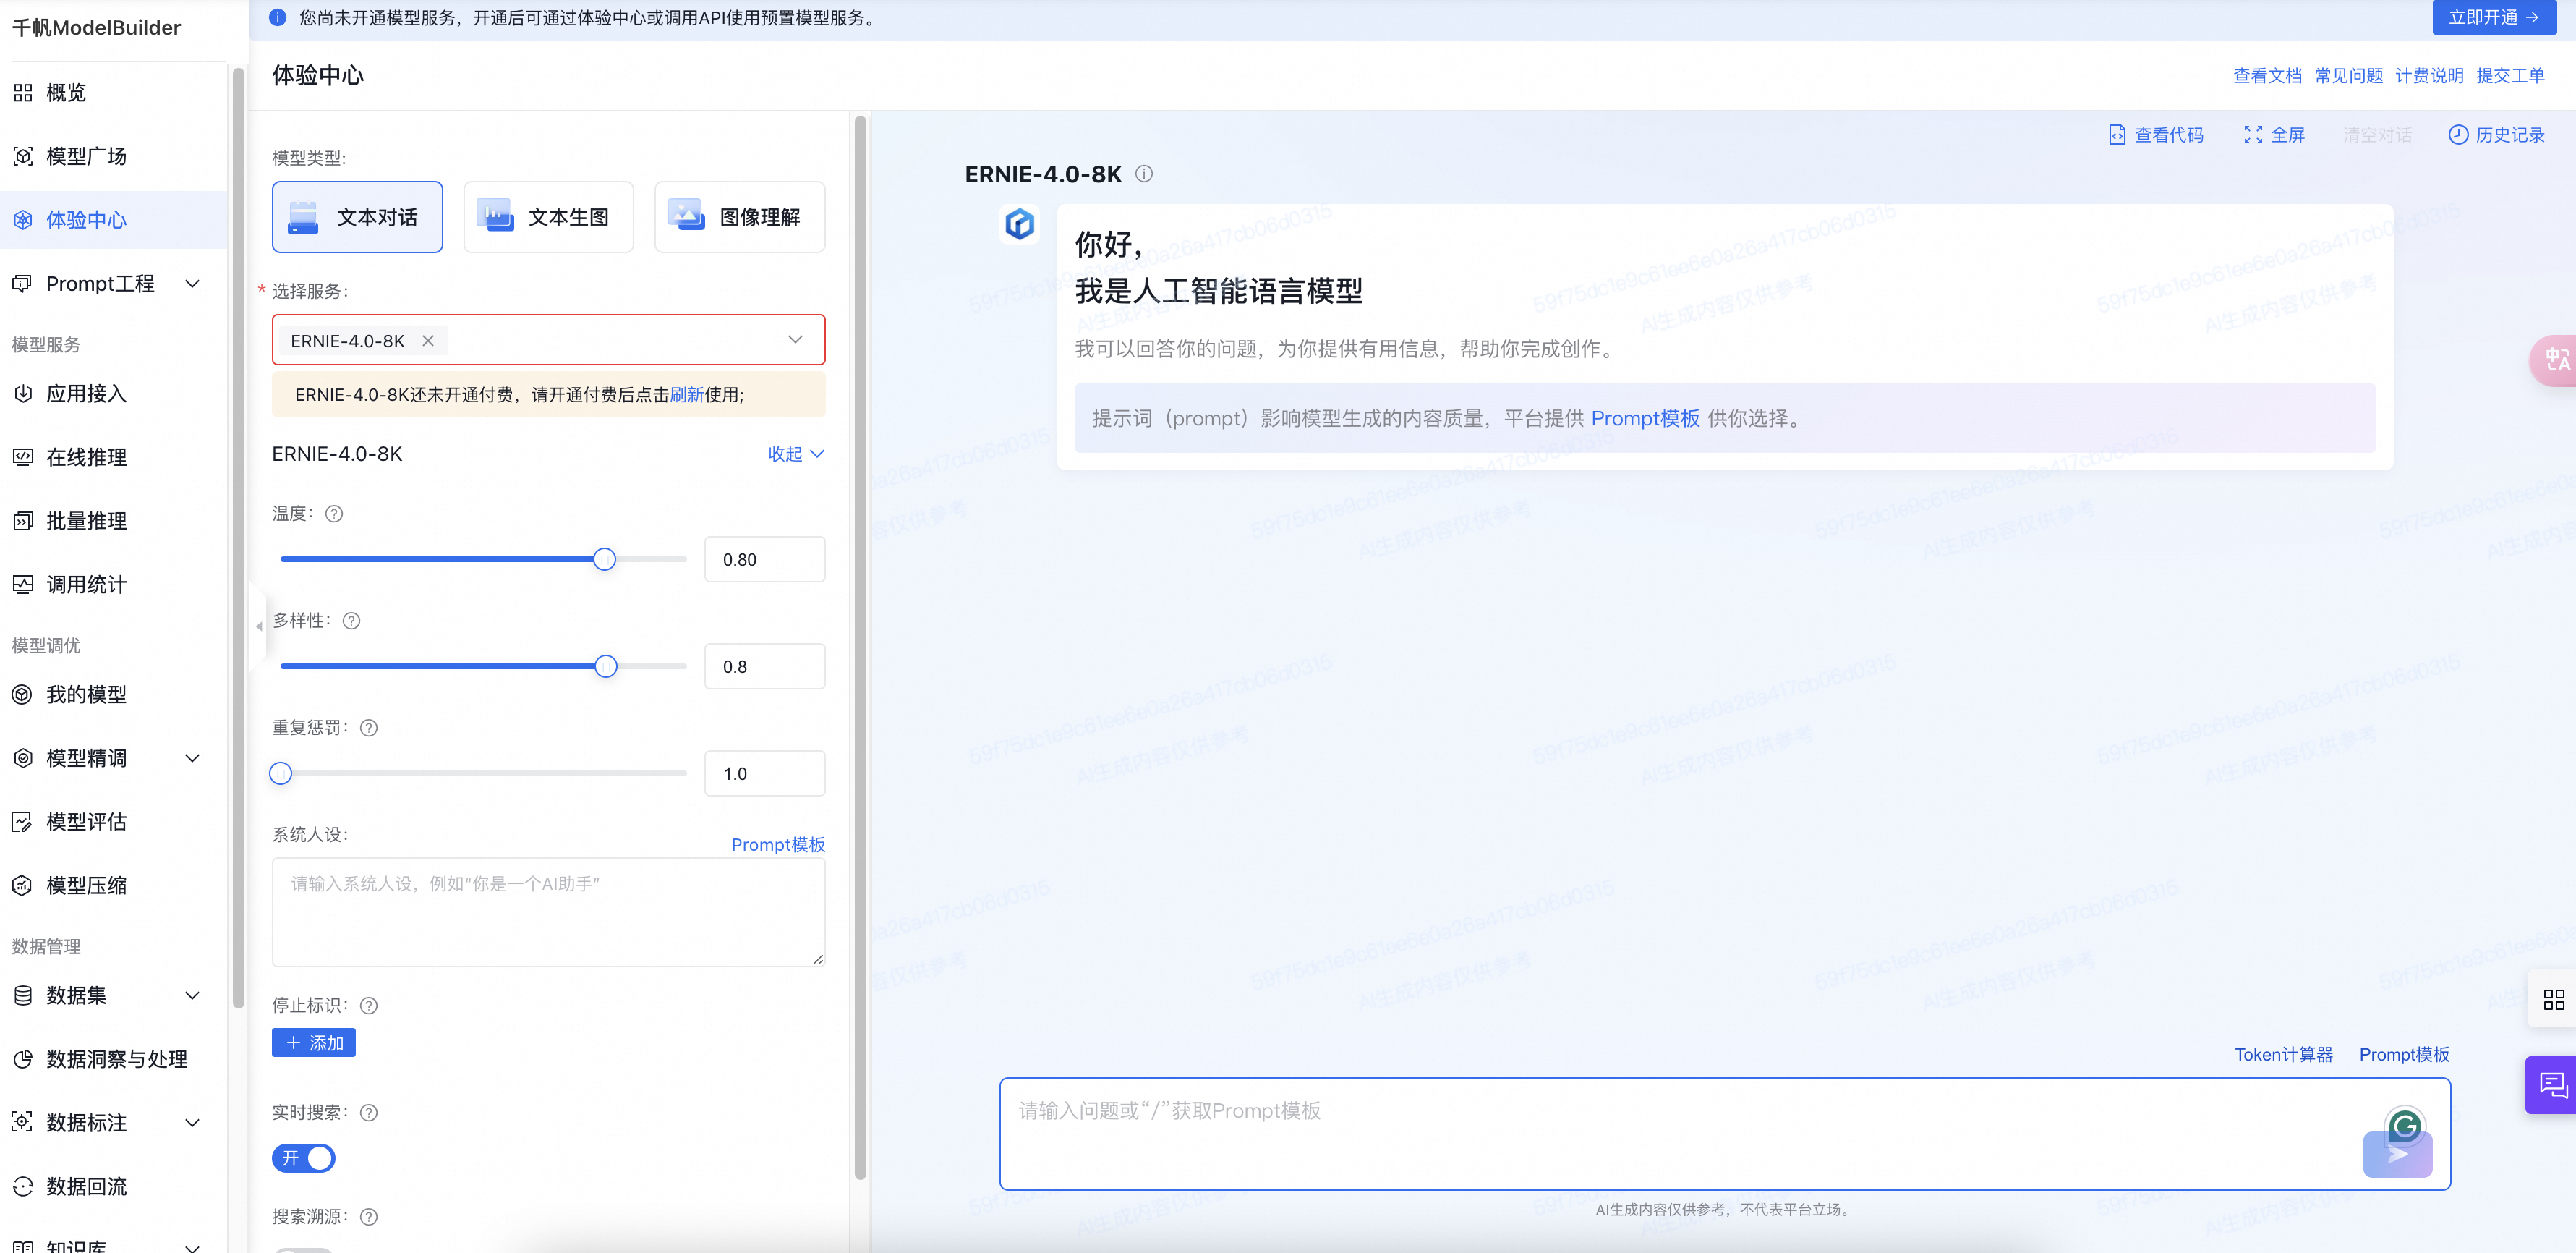 千帆ModelBuilder
概览
模型广场
体验中心
Prompt工程
模型服务
应用接入
在线推理
批量推理
调用统计
模型调优
我的模型
模型精调
模型评估
模型压缩
数据管理
数据集
数据洞察与处理
数据标注
数据回流
知识库
您尚未开通模型服务，开通后可通过体验中心或调用API使用预置模型服务。
立即开通 →
体验中心
查看文档 常见问题 计费说明 提交工单
模型类型:
文本对话
文本生图
图像理解
* 选择服务:
ERNIE-4.0-8K ×
ERNIE-4.0-8K还未开通付费，请开通付费后点击刷新使用;
ERNIE-4.0-8K
收起
温度: ?
0.80
多样性: ?
0.8
重复惩罚: ?
1.0
系统人设:
Prompt模板
请输入系统人设，例如“你是一个AI助手”
停止标识: ?
+ 添加
实时搜索: ?
开
搜索溯源: ?
查看代码
全屏
清空对话
历史记录
ERNIE-4.0-8K
你好，
我是人工智能语言模型
我可以回答你的问题，为你提供有用信息，帮助你完成创作。
提示词（prompt）影响模型生成的内容质量，平台提供 Prompt模板 供你选择。
59f75dc1e9c61ee6e0a26a417cb06d0315
AI生成内容仅供参考
Token计算器
Prompt模板
请输入问题或“/”获取Prompt模板
AI生成内容仅供参考，不代表平台立场。